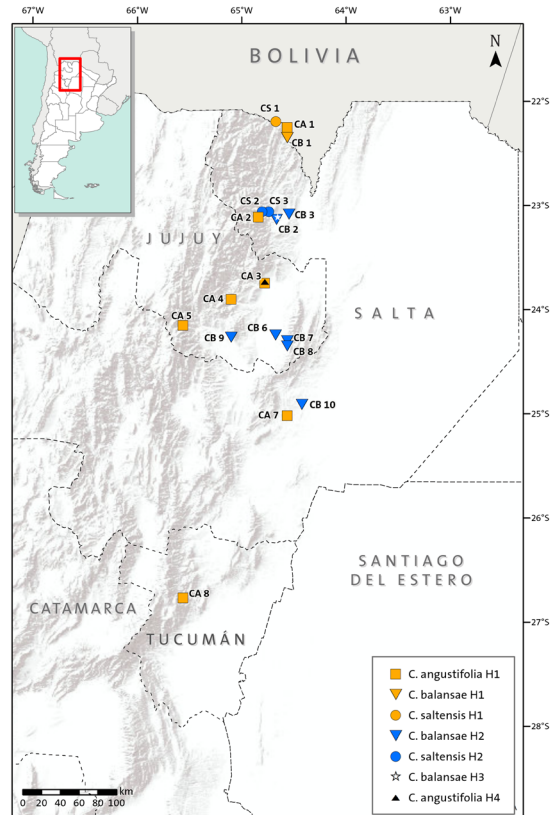 67°W 66°W 65°W 64°W 63°W
BOLIVIA
N
22°S
CS 1
CA 1
CB 1
23°S
CS 2 CS 3
CA 2 CB 3
CB 2
JUJUY
CA 3
CA 4
24°S
SALTA
CA 5
CB 6
CB 9 CB 7
CB 8
CB 10
CA 7
25°S
26°S
SANTIAGO
DEL ESTERO
CA 8
CATAMARCA
27°S
TUCUMÁN
C. angustifolia H1
C. balansae H1
C. saltensis H1
28°S
C. balansae H2
C. saltensis H2
C. balansae H3
C. angustifolia H4
km
0 20 40 60 80 100